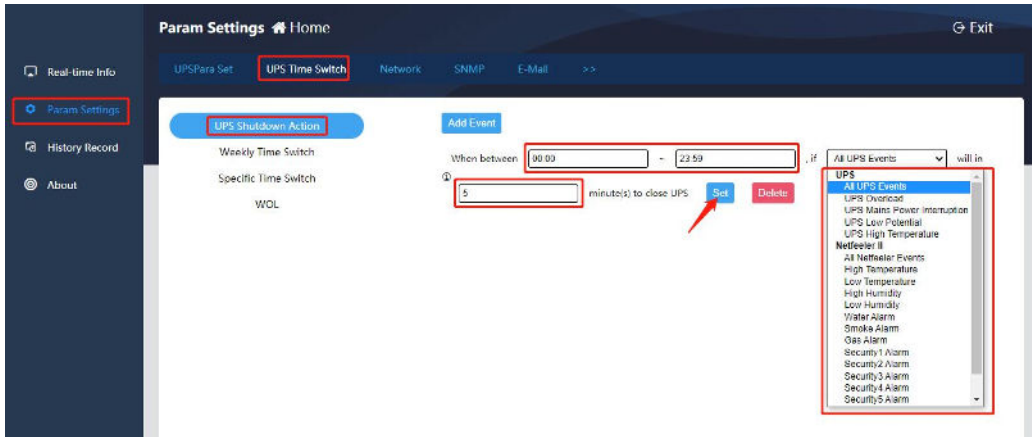 Param Settings Home
Exit
Real-time Info
Param Settings
History Record
About
UPSPara Set
UPS Time Switch
Network
SNMP
E-Mail
>>
UPS Shutdown Action
Weekly Time Switch
Specific Time Switch
WOL
Add Event
When between 00:00 ~ 23:59 , if All UPS Events will in
① 5 minute(s) to close UPS Set Delete
UPS
All UPS Events
UPS Overload
UPS Mains Power Interruption
UPS Low Potential
UPS High Temperature
Netfeeler II
All Netfeeler Events
High Temperature
Low Temperature
High Humidity
Low Humidity
Water Alarm
Smoke Alarm
Gas Alarm
Security1 Alarm
Security2 Alarm
Security3 Alarm
Security4 Alarm
Security5 Alarm